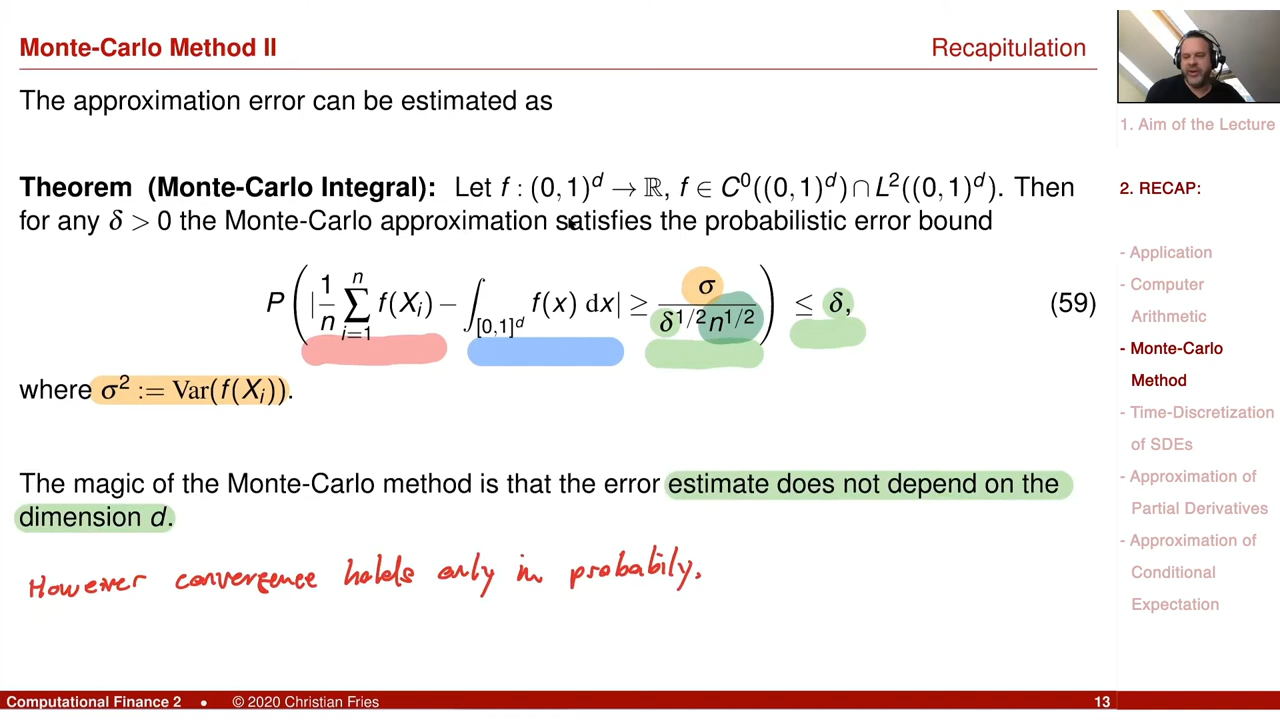 Monte-Carlo Method II
Recapitulation
The approximation error can be estimated as
Theorem (Monte-Carlo Integral): Let f : (0,1)^d → ℝ, f ∈ C^0((0,1)^d) ∩ L^2((0,1)^d). Then
for any δ > 0 the Monte-Carlo approximation satisfies the probabilistic error bound
P ( | 1/n ∑_{i=1}^{n} f(X_i) − ∫_{[0,1]^d} f(x) dx | ≥ σ / (δ^{1/2} n^{1/2}) ) ≤ δ, (59)
where σ^2 := Var(f(X_i)).
The magic of the Monte-Carlo method is that the error estimate does not depend on the
dimension d.
However convergence holds only in probability.
1. Aim of the Lecture
2. RECAP:
- Application
- Computer
Arithmetic
- Monte-Carlo
Method
- Time-Discretization
of SDEs
- Approximation of
Partial Derivatives
- Approximation of
Conditional
Expectation
Computational Finance 2 • © 2020 Christian Fries 13